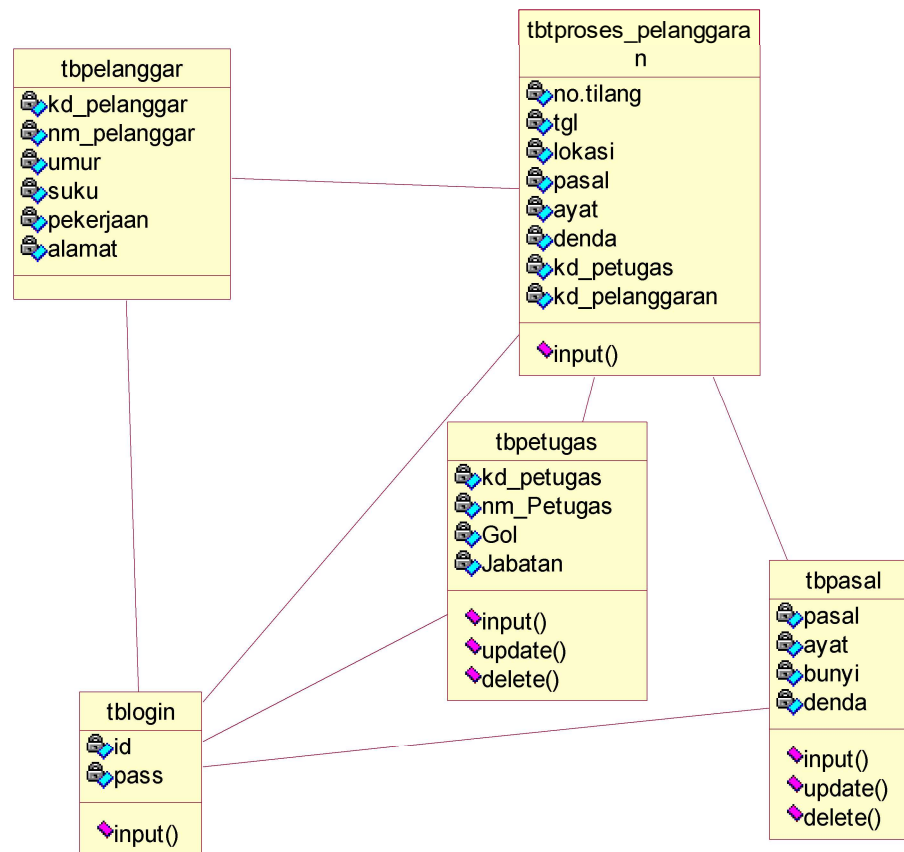 tbpelanggar
kd_pelanggar
nm_pelanggar
umur
suku
pekerjaan
alamat
tbtproses_pelanggara
n
no.tilang
tgl
lokasi
pasal
ayat
denda
kd_petugas
kd_pelanggaran
input()
tbpetugas
kd_petugas
nm_Petugas
Gol
Jabatan
input()
update()
delete()
tbpasal
pasal
ayat
bunyi
denda
input()
update()
delete()
tblogin
id
pass
input()